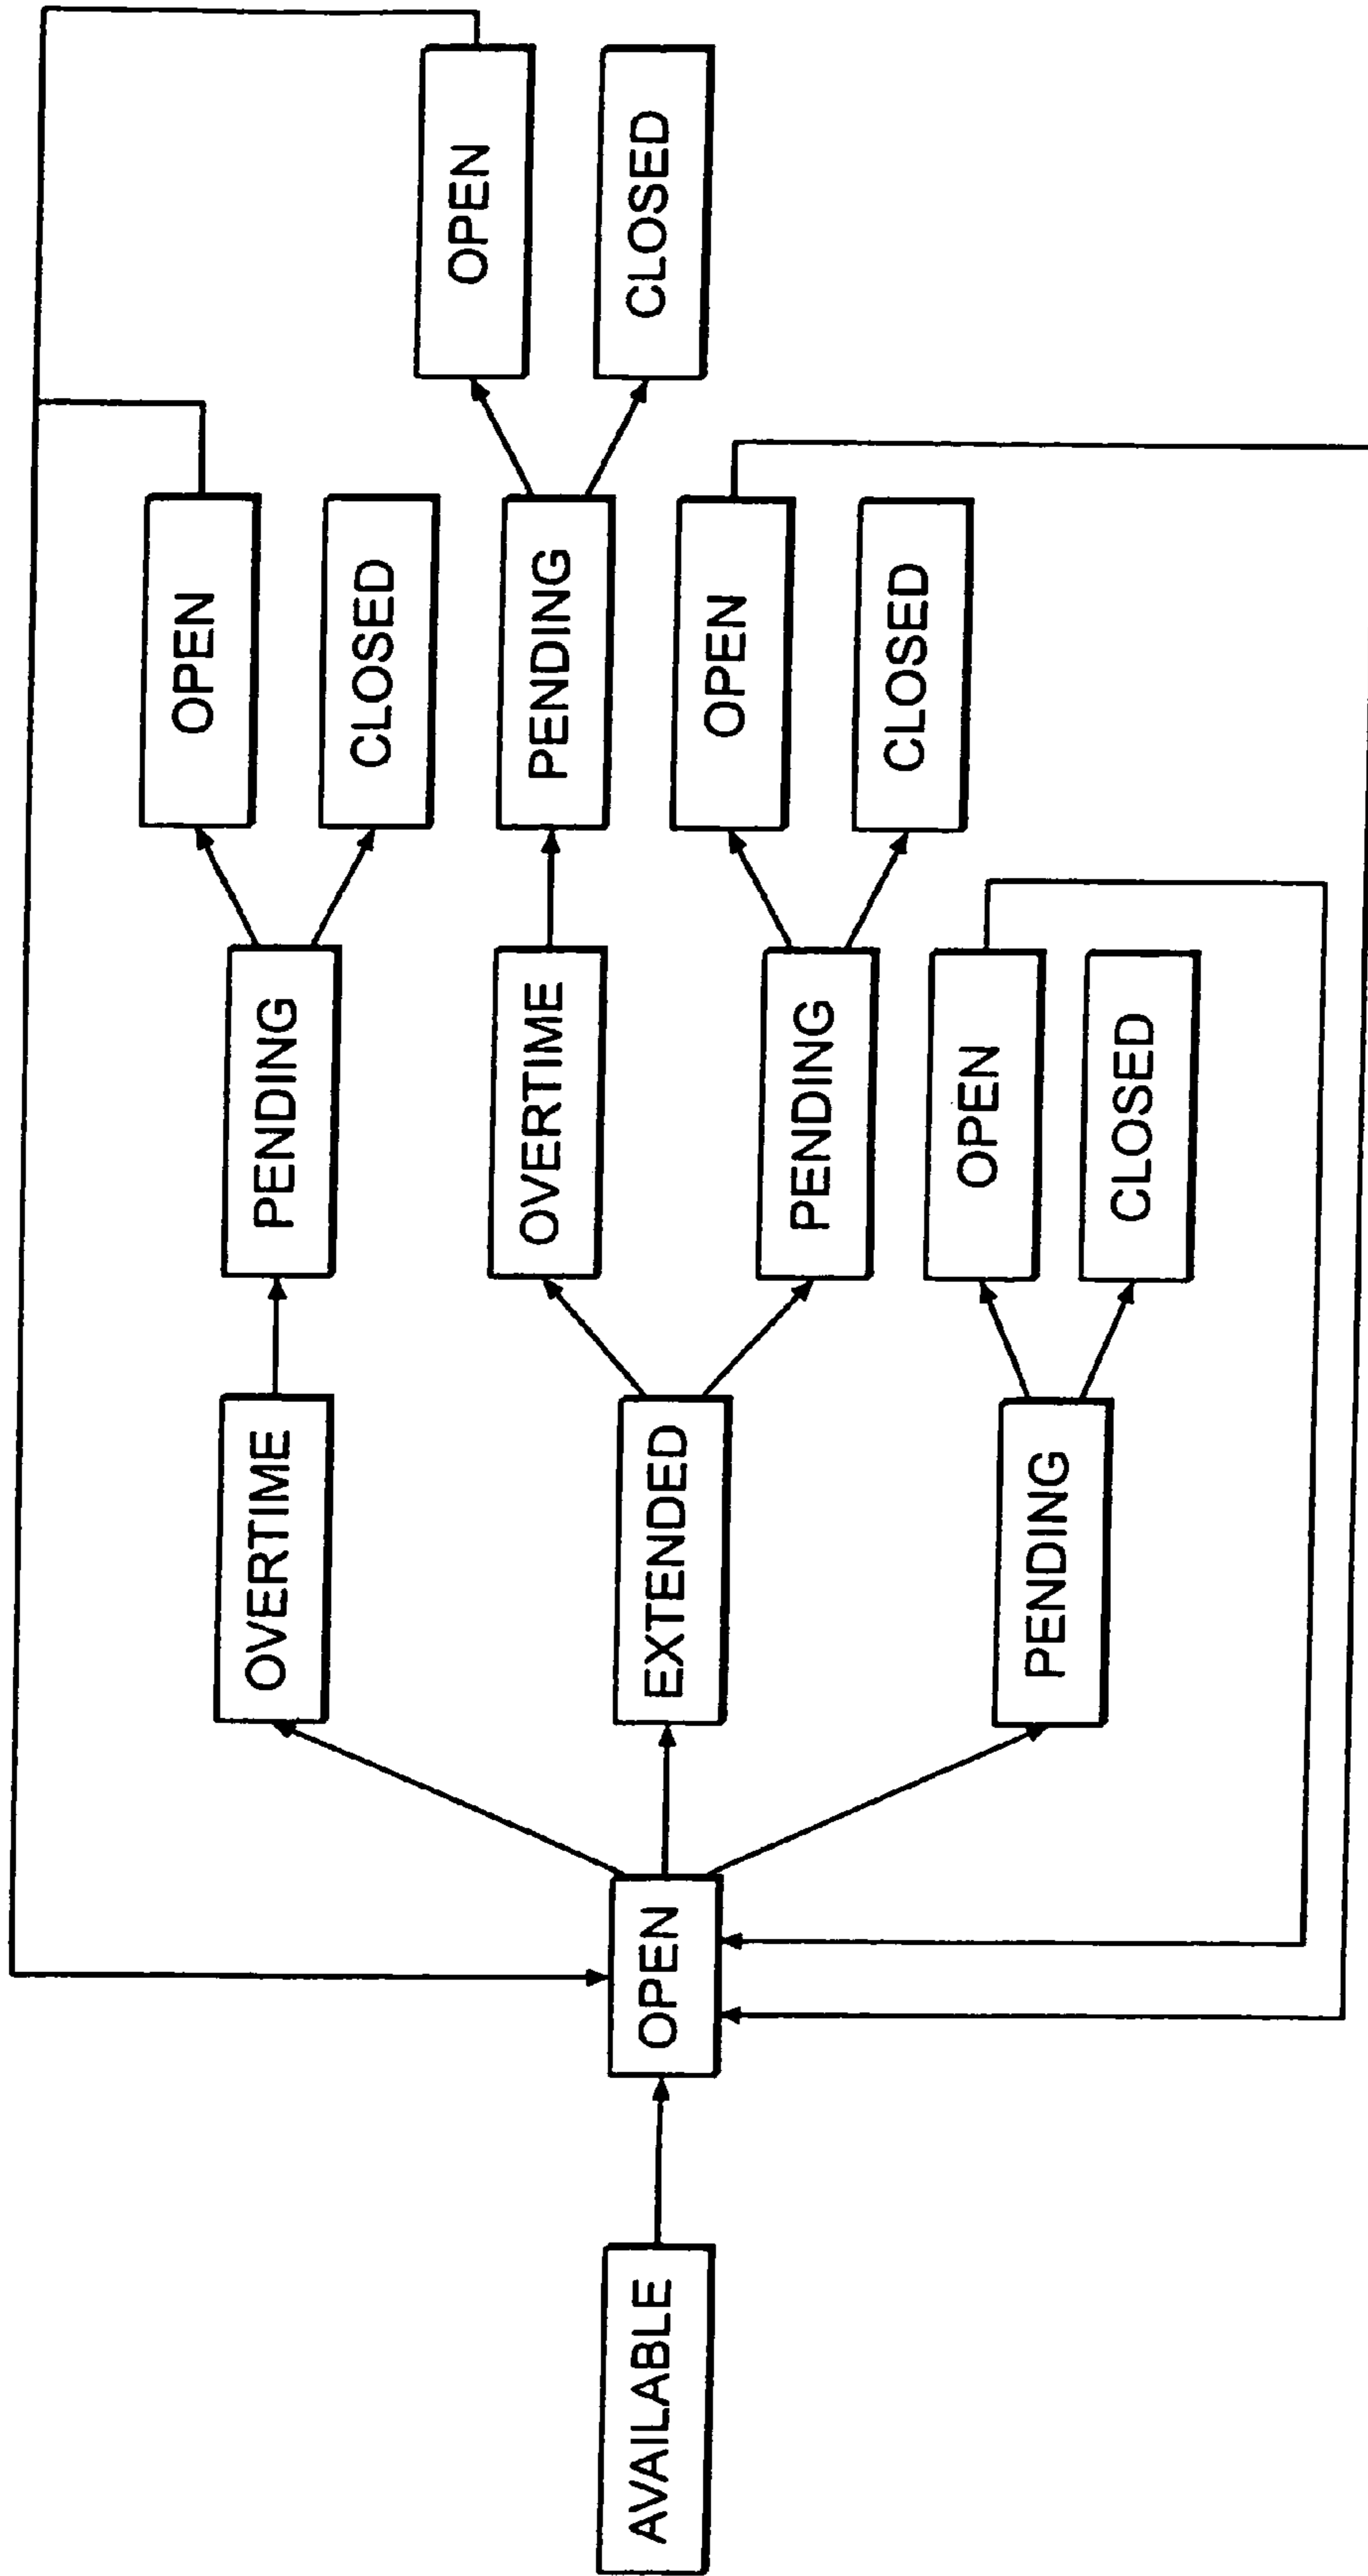 AVAILABLE
OPEN
OVERTIME
EXTENDED
PENDING
PENDING
OVERTIME
PENDING
OPEN
CLOSED
OPEN
CLOSED
PENDING
OPEN
CLOSED
OPEN
CLOSED